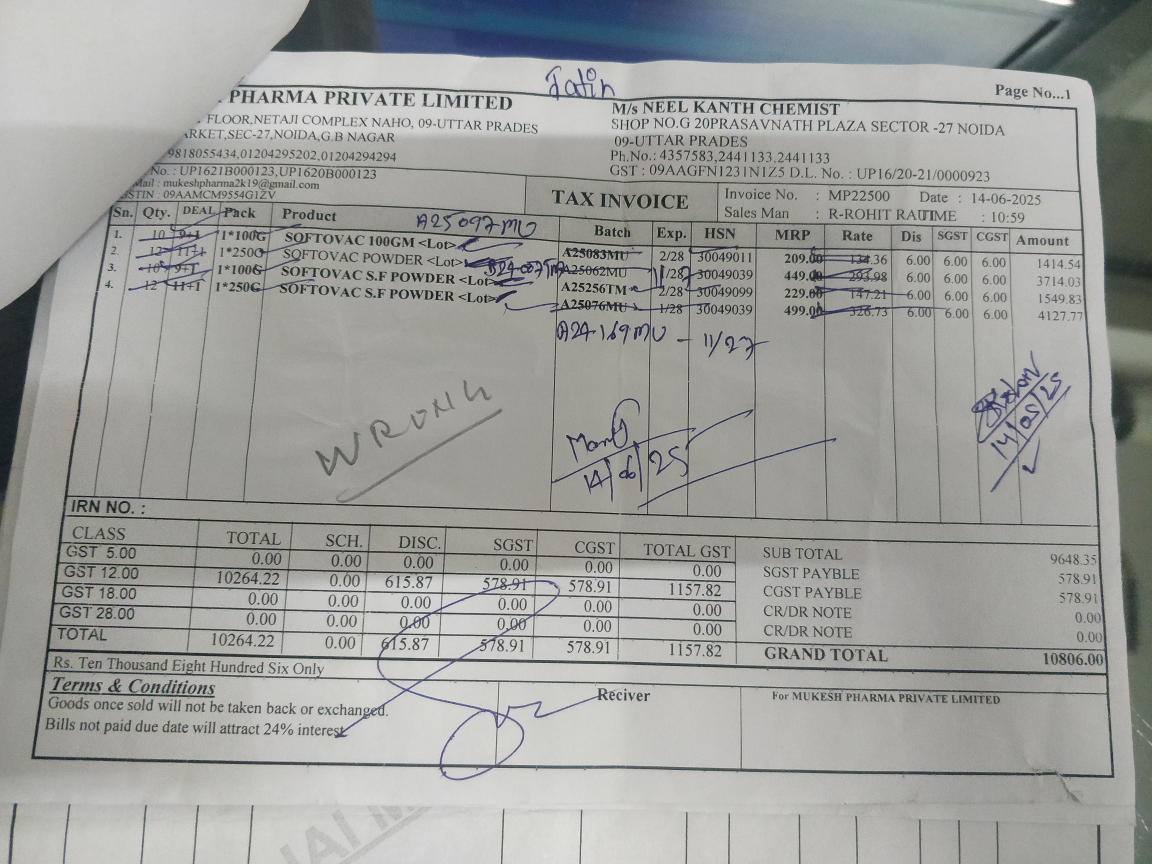 Jatin
Page No...1
PHARMA PRIVATE LIMITED
FLOOR,NETAJI COMPLEX NAHO, 09-UTTAR PRADES
ARKET,SEC-27,NOIDA,G.B NAGAR
9818055434,01204295202,01204294294
No. : UP1621B000123,UP1620B000123
Mail : mukeshpharma2k19@gmail.com
STIN : 09AAMCM9554G1ZV
M/s NEEL KANTH CHEMIST
SHOP NO.G 20PRASAVNATH PLAZA SECTOR -27 NOIDA
09-UTTAR PRADES
Ph.No.: 4357583,2441133,2441133
GST : 09AAGFN1231N1Z5 D.L. No. : UP16/20-21/0000923
TAX INVOICE
Invoice No. : MP22500 Date : 14-06-2025
Sales Man : R-ROHIT RAUTIME : 10:59
Sn. Qty. DEAL Pack Product Batch Exp. HSN MRP Rate Dis SGST CGST Amount
A25097MU
1. 10 9+1 1*100G SOFTOVAC 100GM <Lot> A25083MU 2/28 30049011 209.00 134.36 6.00 6.00 6.00 1414.54
2. 12 11+1 1*250G SOFTOVAC POWDER <Lot> A25062MU 1/28 30049039 449.00 293.98 6.00 6.00 6.00 3714.03
3. 10 9+1 1*100G SOFTOVAC S.F POWDER <Lot> A25256TM 2/28 30049099 229.00 147.21 6.00 6.00 6.00 1549.83
4. 12 11+1 1*250G SOFTOVAC S.F POWDER <Lot> A25076MU 1/28 30049039 499.00 326.73 6.00 6.00 6.00 4127.77
A24169MU - 11/27
WRONG
14/06/25
14/05/25
IRN NO. :
CLASS TOTAL SCH. DISC. SGST CGST TOTAL GST
GST 5.00 0.00 0.00 0.00 0.00 0.00 0.00
GST 12.00 10264.22 0.00 615.87 578.91 578.91 1157.82
GST 18.00 0.00 0.00 0.00 0.00 0.00 0.00
GST 28.00 0.00 0.00 0.00 0.00 0.00 0.00
TOTAL 10264.22 0.00 615.87 578.91 578.91 1157.82
SUB TOTAL 9648.35
SGST PAYBLE 578.91
CGST PAYBLE 578.91
CR/DR NOTE 0.00
CR/DR NOTE 0.00
GRAND TOTAL 10806.00
Rs. Ten Thousand Eight Hundred Six Only
Terms & Conditions
Goods once sold will not be taken back or exchanged.
Bills not paid due date will attract 24% interest
Reciver
For MUKESH PHARMA PRIVATE LIMITED